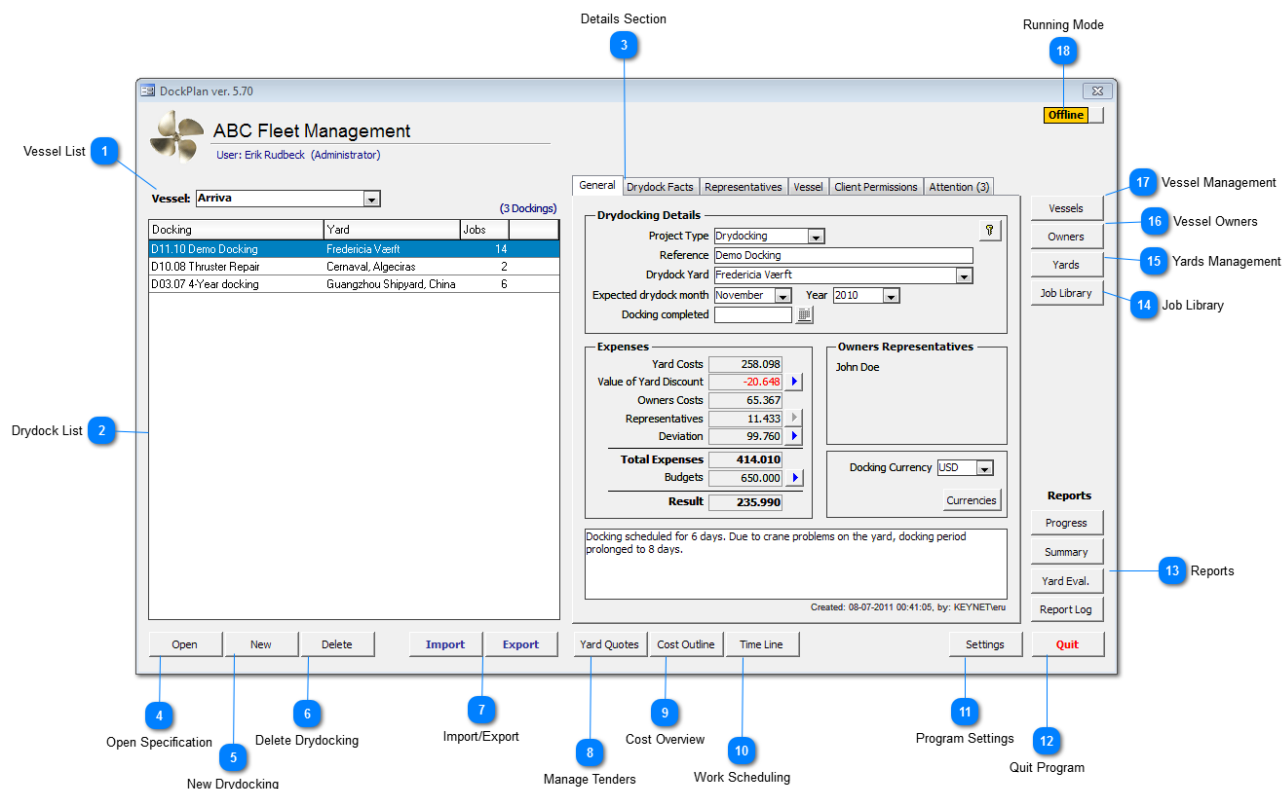 Details Section
3
Running Mode
18
DockPlan ver. 5.70
Offline
ABC Fleet Management
User: Erik Rudbeck (Administrator)
Vessel List 1
Vessel: Arriva
(3 Dockings)
Docking Yard Jobs
D11.10 Demo Docking Fredericia Værft 14
D10.08 Thruster Repair Cernaval, Algeciras 2
D03.07 4-Year docking Guangzhou Shipyard, China 6
Drydock List 2
General Drydock Facts Representatives Vessel Client Permissions Attention (3)
Drydocking Details
Project Type Drydocking
Reference Demo Docking
Drydock Yard Fredericia Værft
Expected drydock month November Year 2010
Docking completed
Expenses
Yard Costs 258.098
Value of Yard Discount -20.648
Owners Costs 65.367
Representatives 11.433
Deviation 99.760
Total Expenses 414.010
Budgets 650.000
Result 235.990
Owners Representatives
John Doe
Docking Currency USD
Currencies
Docking scheduled for 6 days. Due to crane problems on the yard, docking period
prolonged to 8 days.
Created: 08-07-2011 00:41:05, by: KEYNET\eru
Vessels
17 Vessel Management
Owners
16 Vessel Owners
Yards
15 Yards Management
Job Library
14 Job Library
Reports
Progress
Summary
Yard Eval.
Report Log
13 Reports
Open New Delete Import Export Yard Quotes Cost Outline Time Line Settings Quit
4
Open Specification
5
New Drydocking
6
Delete Drydocking
7
Import/Export
8
Manage Tenders
9
Cost Overview
10
Work Scheduling
11
Program Settings
12
Quit Program